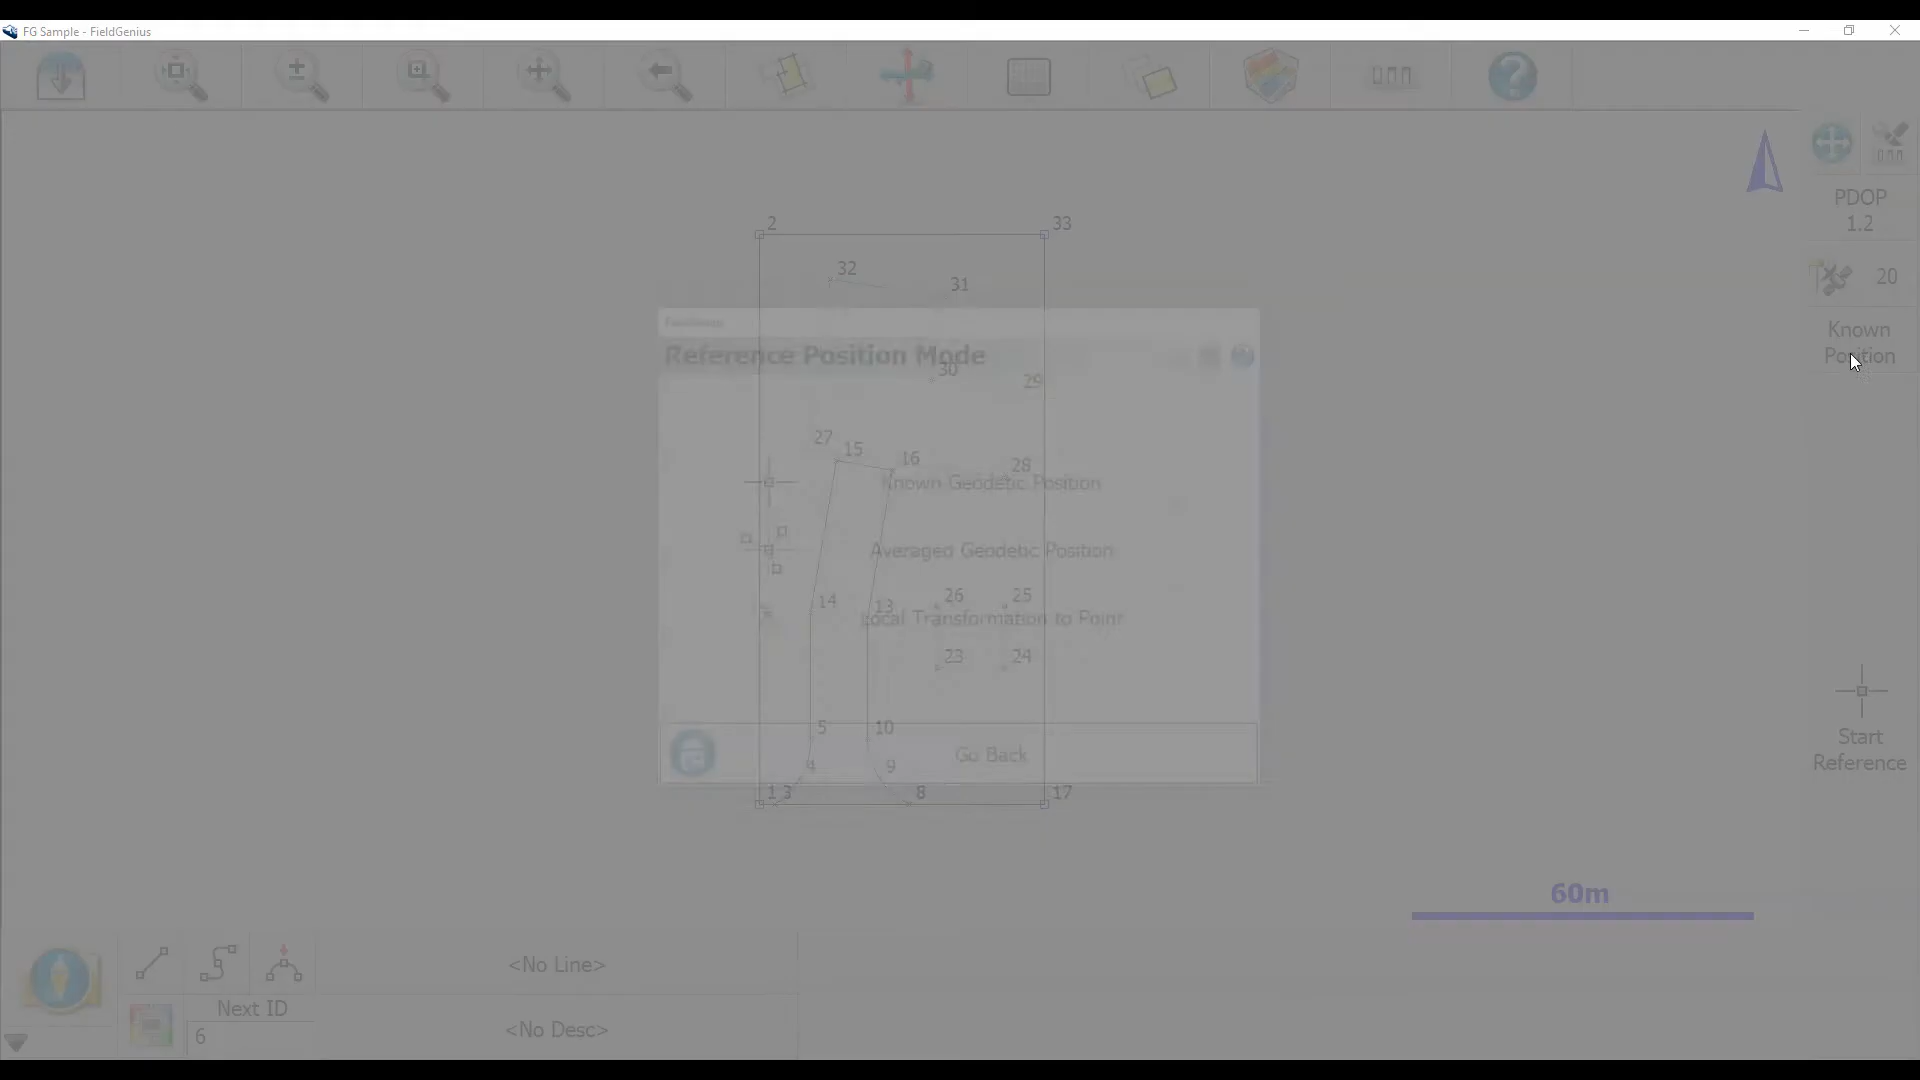 FG Sample - FieldGenius
PDOP
1.2
20
Known
Position
2
33
32
31
FieldGenius
Reference Position Mode
30
29
27
15
16
28
Known Geodetic Position
Averaged Geodetic Position
26
25
14
13
Local Transformation to Point
23
24
5
10
Start
Reference
Go Back
4
9
1
3
8
17
60m
<No Line>
Next ID
6
<No Desc>